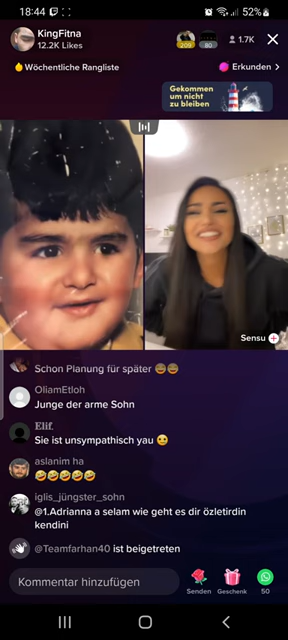 18:44
52%
KingFitna
12.2K Likes
209
80
1.7K
Wöchentliche Rangliste
Erkunden
Gekommen
um nicht
zu bleiben
Sensu
Schon Planung für später
OliamEtloh
Junge der arme Sohn
Elif.
Sie ist unsympathisch yau
aslanim ha
iglis_jüngster_sohn
@1.Adrianna a selam wie geht es dir özletirdin
kendini
@Teamfarhan40 ist beigetreten
Kommentar hinzufügen
Senden
Geschenk
50